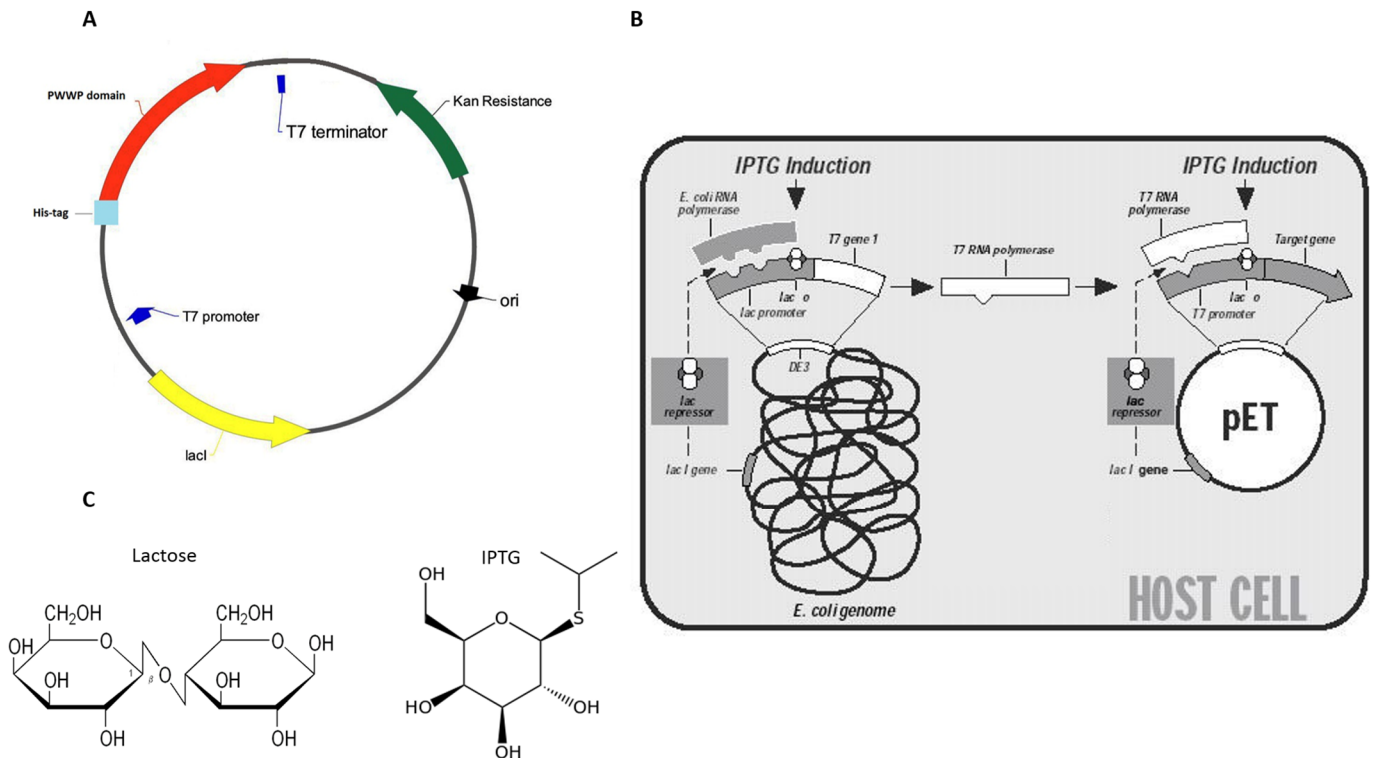 A
PWWP domain
Kan Resistance
T7 terminator
His-tag
ori
T7 promoter
lacI
B
IPTG Induction
E. coli RNA
polymerase
T7 gene 1
lac o
lac promoter
DE3
lac
repressor
lac I gene
E. coli genome
T7 RNA polymerase
IPTG Induction
T7 RNA
polymerase
Target gene
lac o
T7 promoter
lac
repressor
pET
lac I gene
HOST CELL
C
Lactose
CH₂OH
CH₂OH
OH
O
OH
OH
1
β
O
OH
O
OH
OH
OH
IPTG
OH
O
S
HO
OH
OH